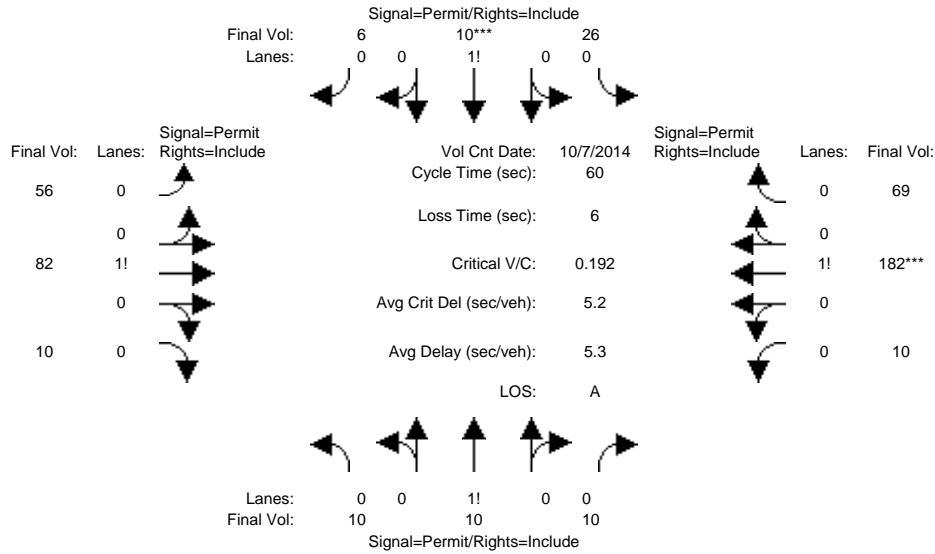 Signal=Permit/Rights=Include
Final Vol: 6 10*** 26
Lanes: 0 0 1! 0 0
Signal=Permit
Final Vol: Lanes: Rights=Include
Vol Cnt Date: 10/7/2014
Signal=Permit
Rights=Include Lanes: Final Vol:
Cycle Time (sec): 60
56 0
0 69
Loss Time (sec): 6
0
0
82 1!
Critical V/C: 0.192
1! 182***
0
Avg Crit Del (sec/veh): 5.2
0
10 0
Avg Delay (sec/veh): 5.3
0 10
LOS: A
Lanes: 0 0 1! 0 0
Final Vol: 10 10 10
Signal=Permit/Rights=Include